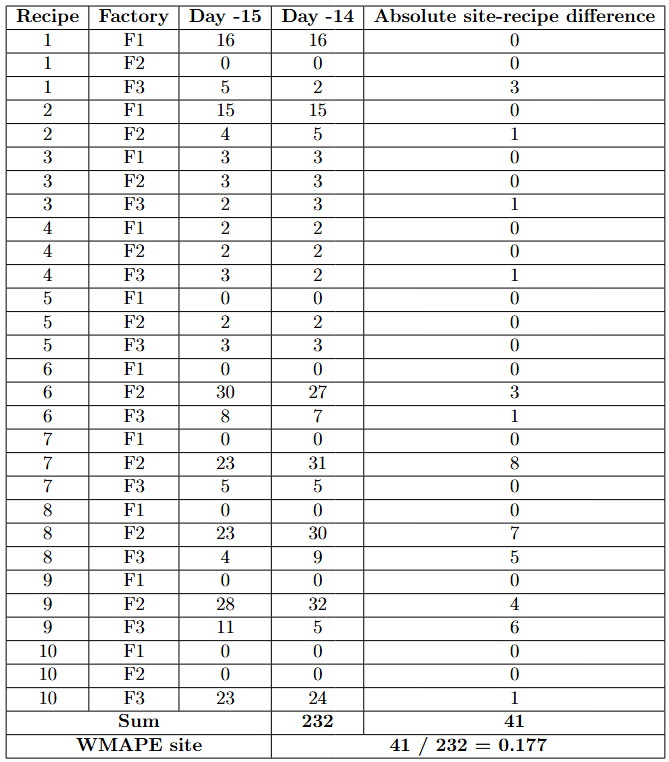 Recipe Factory Day -15 Day -14 Absolute site-recipe difference
1 F1 16 16 0
1 F2 0 0 0
1 F3 5 2 3
2 F1 15 15 0
2 F2 4 5 1
3 F1 3 3 0
3 F2 3 3 0
3 F3 2 3 1
4 F1 2 2 0
4 F2 2 2 0
4 F3 3 2 1
5 F1 0 0 0
5 F2 2 2 0
5 F3 3 3 0
6 F1 0 0 0
6 F2 30 27 3
6 F3 8 7 1
7 F1 0 0 0
7 F2 23 31 8
7 F3 5 5 0
8 F1 0 0 0
8 F2 23 30 7
8 F3 4 9 5
9 F1 0 0 0
9 F2 28 32 4
9 F3 11 5 6
10 F1 0 0 0
10 F2 0 0 0
10 F3 23 24 1
Sum 232 41
WMAPE site 41 / 232 = 0.177